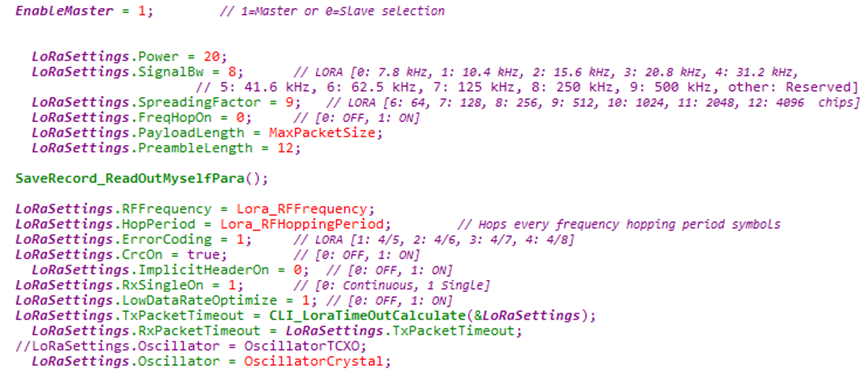 EnableMaster = 1;        // 1=Master or 0=Slave selection
LoRaSettings.Power = 20;
LoRaSettings.SignalBw = 8;      // LORA [0: 7.8 kHz, 1: 10.4 kHz, 2: 15.6 kHz, 3: 20.8 kHz, 4: 31.2 kHz,
// 5: 41.6 kHz, 6: 62.5 kHz, 7: 125 kHz, 8: 250 kHz, 9: 500 kHz, other: Reserved]
LoRaSettings.SpreadingFactor = 9;   // LORA [6: 64, 7: 128, 8: 256, 9: 512, 10: 1024, 11: 2048, 12: 4096  chips]
LoRaSettings.FreqHopOn = 0;     // [0: OFF, 1: ON]
LoRaSettings.PayloadLength = MaxPacketSize;
LoRaSettings.PreambleLength = 12;
SaveRecord_ReadOutMyselfPara();
LoRaSettings.RFFrequency = Lora_RFFrequency;
LoRaSettings.HopPeriod = Lora_RFHoppingPeriod;        // Hops every frequency hopping period symbols
LoRaSettings.ErrorCoding = 1;     // LORA [1: 4/5, 2: 4/6, 3: 4/7, 4: 4/8]
LoRaSettings.CrcOn = true;        // [0: OFF, 1: ON]
LoRaSettings.ImplicitHeaderOn = 0;  // [0: OFF, 1: ON]
LoRaSettings.RxSingleOn = 1;      // [0: Continuous, 1 Single]
LoRaSettings.LowDataRateOptimize = 1; // [0: OFF, 1: ON]
LoRaSettings.TxPacketTimeout = CLI_LoraTimeOutCalculate(&LoRaSettings);
LoRaSettings.RxPacketTimeout = LoRaSettings.TxPacketTimeout;
//LoRaSettings.Oscillator = OscillatorTCXO;
LoRaSettings.Oscillator = OscillatorCrystal;